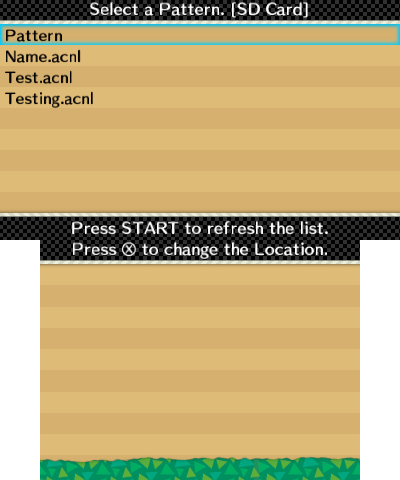 Select a Pattern. [SD Card]
Pattern
Name.acnl
Test.acnl
Testing.acnl
Press START to refresh the list.
Press Ⓧ to change the Location.